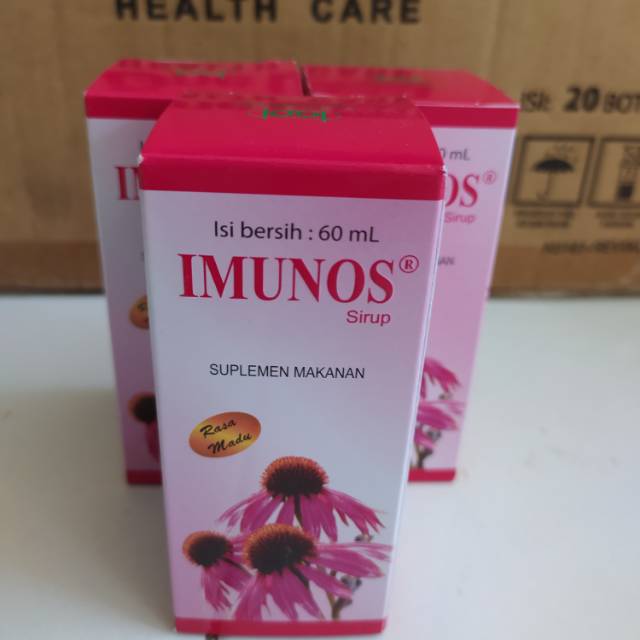 HEALTH CARE
ISI: 20 BOT
Isi bersih : 60 mL
IMUNOS®
Sirup
SUPLEMEN MAKANAN
Rasa
Madu
mL
OS®
Sirup